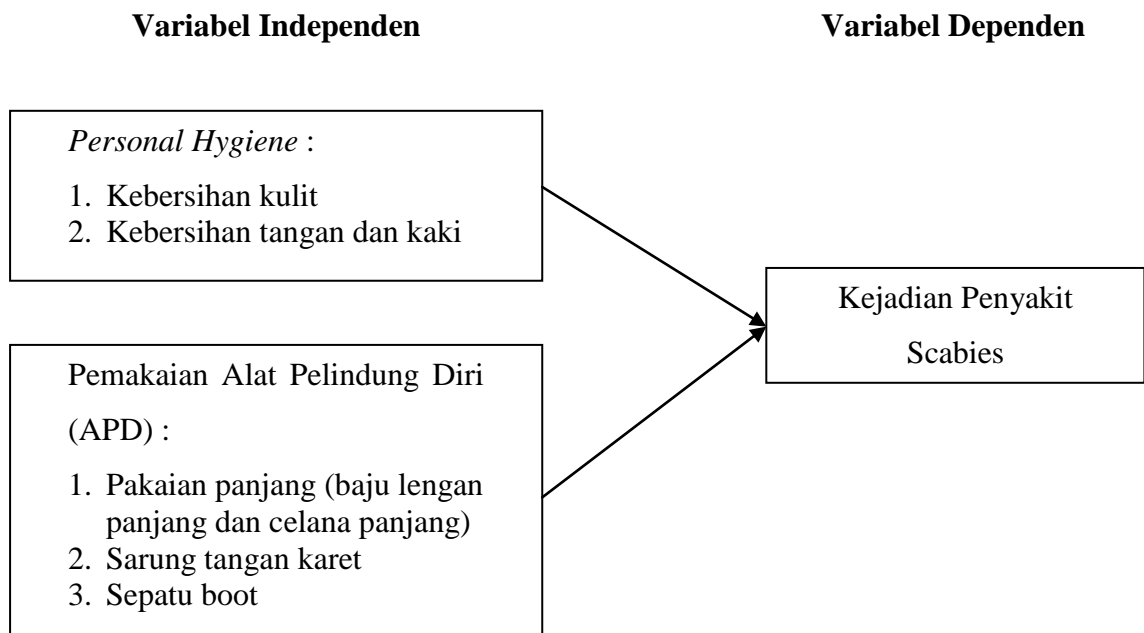 Variabel Independen
Variabel Dependen
Personal Hygiene :
1. Kebersihan kulit
2. Kebersihan tangan dan kaki
Kejadian Penyakit
Scabies
Pemakaian Alat Pelindung Diri
(APD) :
1. Pakaian panjang (baju lengan
panjang dan celana panjang)
2. Sarung tangan karet
3. Sepatu boot